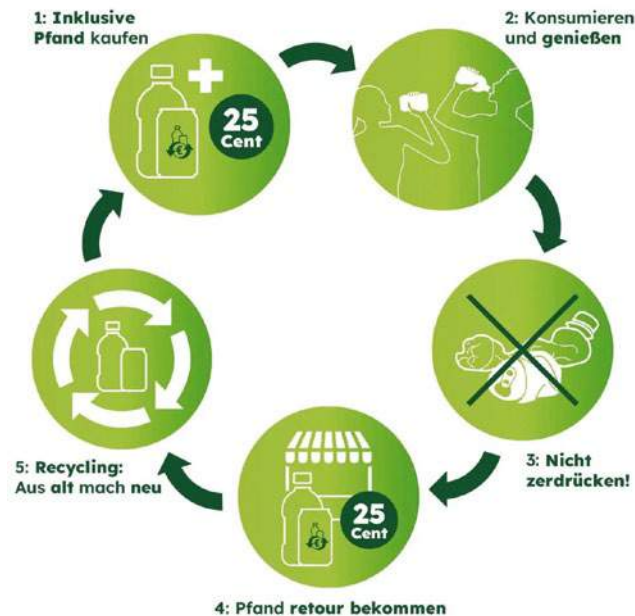 1: Inklusive
Pfand kaufen
25
Cent
2: Konsumieren
und genießen
3: Nicht
zerdrücken!
25
Cent
4: Pfand retour bekommen
5: Recycling:
Aus alt mach neu